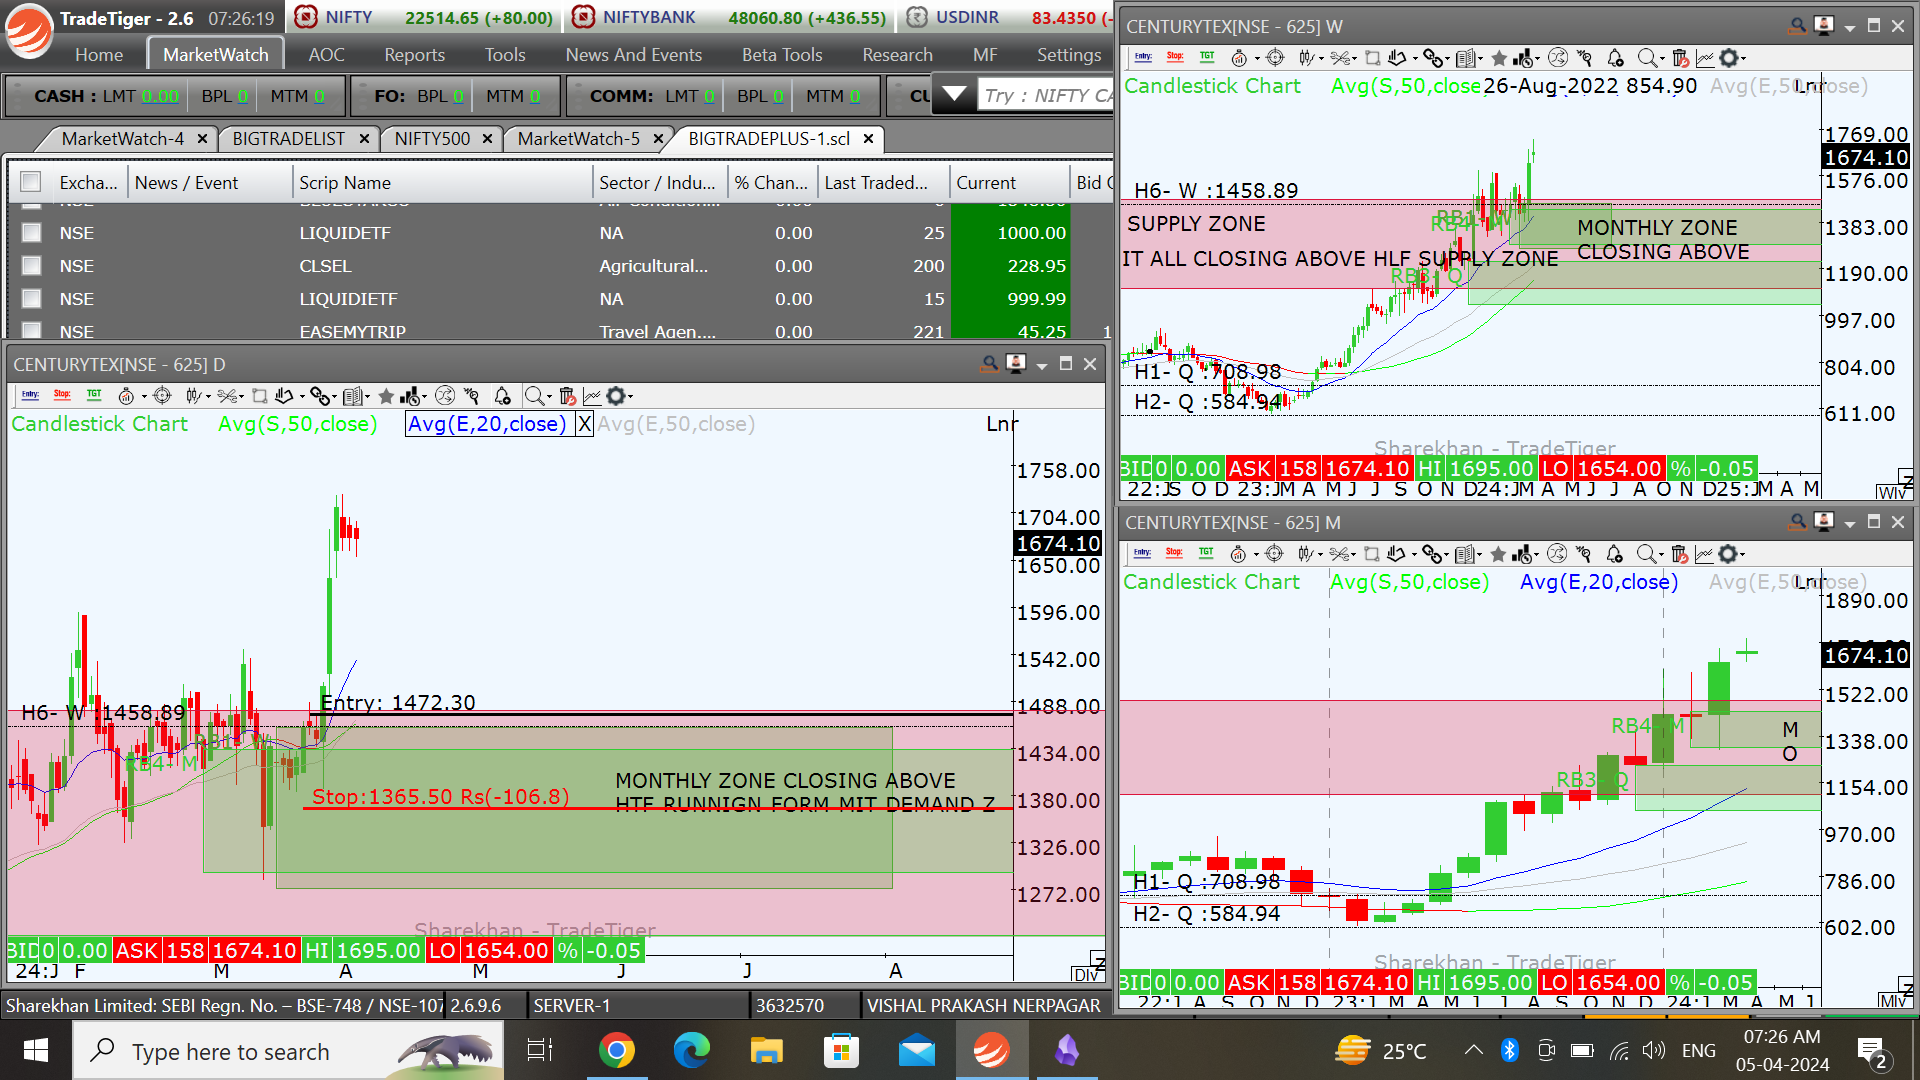 TradeTiger - 2.6 07:26:19
NIFTY 22514.65 (+80.00)
NIFTYBANK 48060.80 (+436.55)
USDINR 83.4350 (-
Home MarketWatch AOC Reports Tools News And Events Beta Tools Research MF Settings
CASH : LMT 0.00 BPL 0 MTM 0
FO: BPL 0 MTM 0
COMM: LMT 0 BPL 0 MTM 0
Try : NIFTY CA
MarketWatch-4 BIGTRADELIST NIFTY500 MarketWatch-5 BIGTRADEPLUS-1.scl
Excha... News / Event Scrip Name Sector / Indu... % Chan... Last Traded... Current Bid
NSE LIQUIDETF NA 0.00 25 1000.00
NSE CLSEL Agricultural... 0.00 200 228.95
NSE LIQUIDIETF NA 0.00 15 999.99
NSE EASEMYTRIP Travel Agen.... 0.00 221 45.25 1
CENTURYTEX[NSE - 625] D
Entry: Stop: TGT
Candlestick Chart Avg(S,50,close) Avg(E,20,close) X Avg(E,50,close) Lnr
1758.00
1704.00
1674.10
1650.00
1596.00
1542.00
1488.00
1434.00
1380.00
1326.00
1272.00
Entry: 1472.30
H6- W :1458.89
RB1- W
RB4- M
MONTHLY ZONE CLOSING ABOVE
Stop:1365.50 Rs(-106.8)
HTF RUNNIGN FORM MIT DEMAND Z
Sharekhan - TradeTiger
BID 0 0.00 ASK 158 1674.10 HI 1695.00 LO 1654.00 % -0.05
24:J F M A M J J A
Div Z
CENTURYTEX[NSE - 625] W
Entry: Stop: TGT
Candlestick Chart Avg(S,50,close 26-Aug-2022 854.90 Avg(E,50,close) Lnr
1769.00
1674.10
1576.00
1383.00
1190.00
997.00
804.00
611.00
H6- W :1458.89
SUPPLY ZONE
RB1- W
RB4- M
MONTHLY ZONE
CLOSING ABOVE
IT ALL CLOSING ABOVE HLF SUPPLY ZONE
RB3- Q
H1- Q :708.98
H2- Q :584.94
Sharekhan - TradeTiger
BID 0 0.00 ASK 158 1674.10 HI 1695.00 LO 1654.00 % -0.05
22:J S O D 23:J M A M J J S O N D 24:J M A M J J A O N D 25:J M A M
Wlv Z
CENTURYTEX[NSE - 625] M
Entry: Stop: TGT
Candlestick Chart Avg(S,50,close) Avg(E,20,close) Avg(E,50,close) Lnr
1890.00
1674.10
1522.00
1338.00
1154.00
970.00
786.00
602.00
RB4- M
M
O
RB3- Q
H1- Q :708.98
H2- Q :584.94
Sharekhan - TradeTiger
BID 0 0.00 ASK 158 1674.10 HI 1695.00 LO 1654.00 % -0.05
22:J A S O N D 23:J M A M J J A S O N D 24:J M A M J
Mlv Z
Sharekhan Limited: SEBI Regn. No. – BSE-748 / NSE-107 2.6.9.6 SERVER-1 3632570 VISHAL PRAKASH NERPAGAR
Type here to search
25°C
ENG
07:26 AM
05-04-2024
2